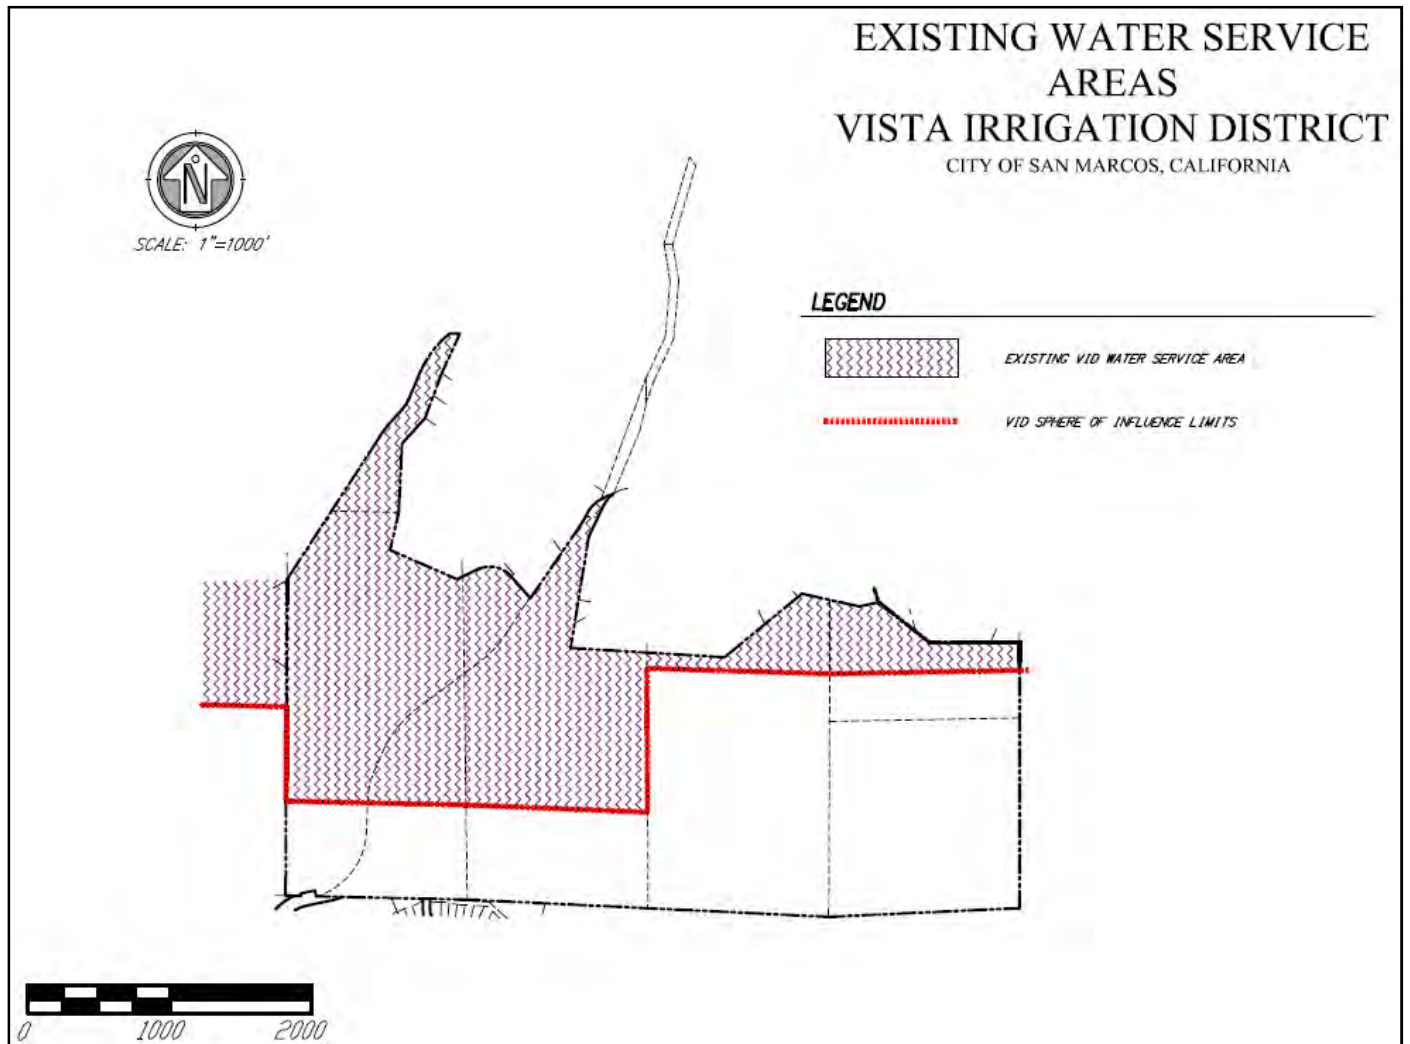 EXISTING WATER SERVICE
AREAS
VISTA IRRIGATION DISTRICT
CITY OF SAN MARCOS, CALIFORNIA
N
SCALE: 1"=1000'
LEGEND
EXISTING VID WATER SERVICE AREA
VID SPHERE OF INFLUENCE LIMITS
0 1000 2000